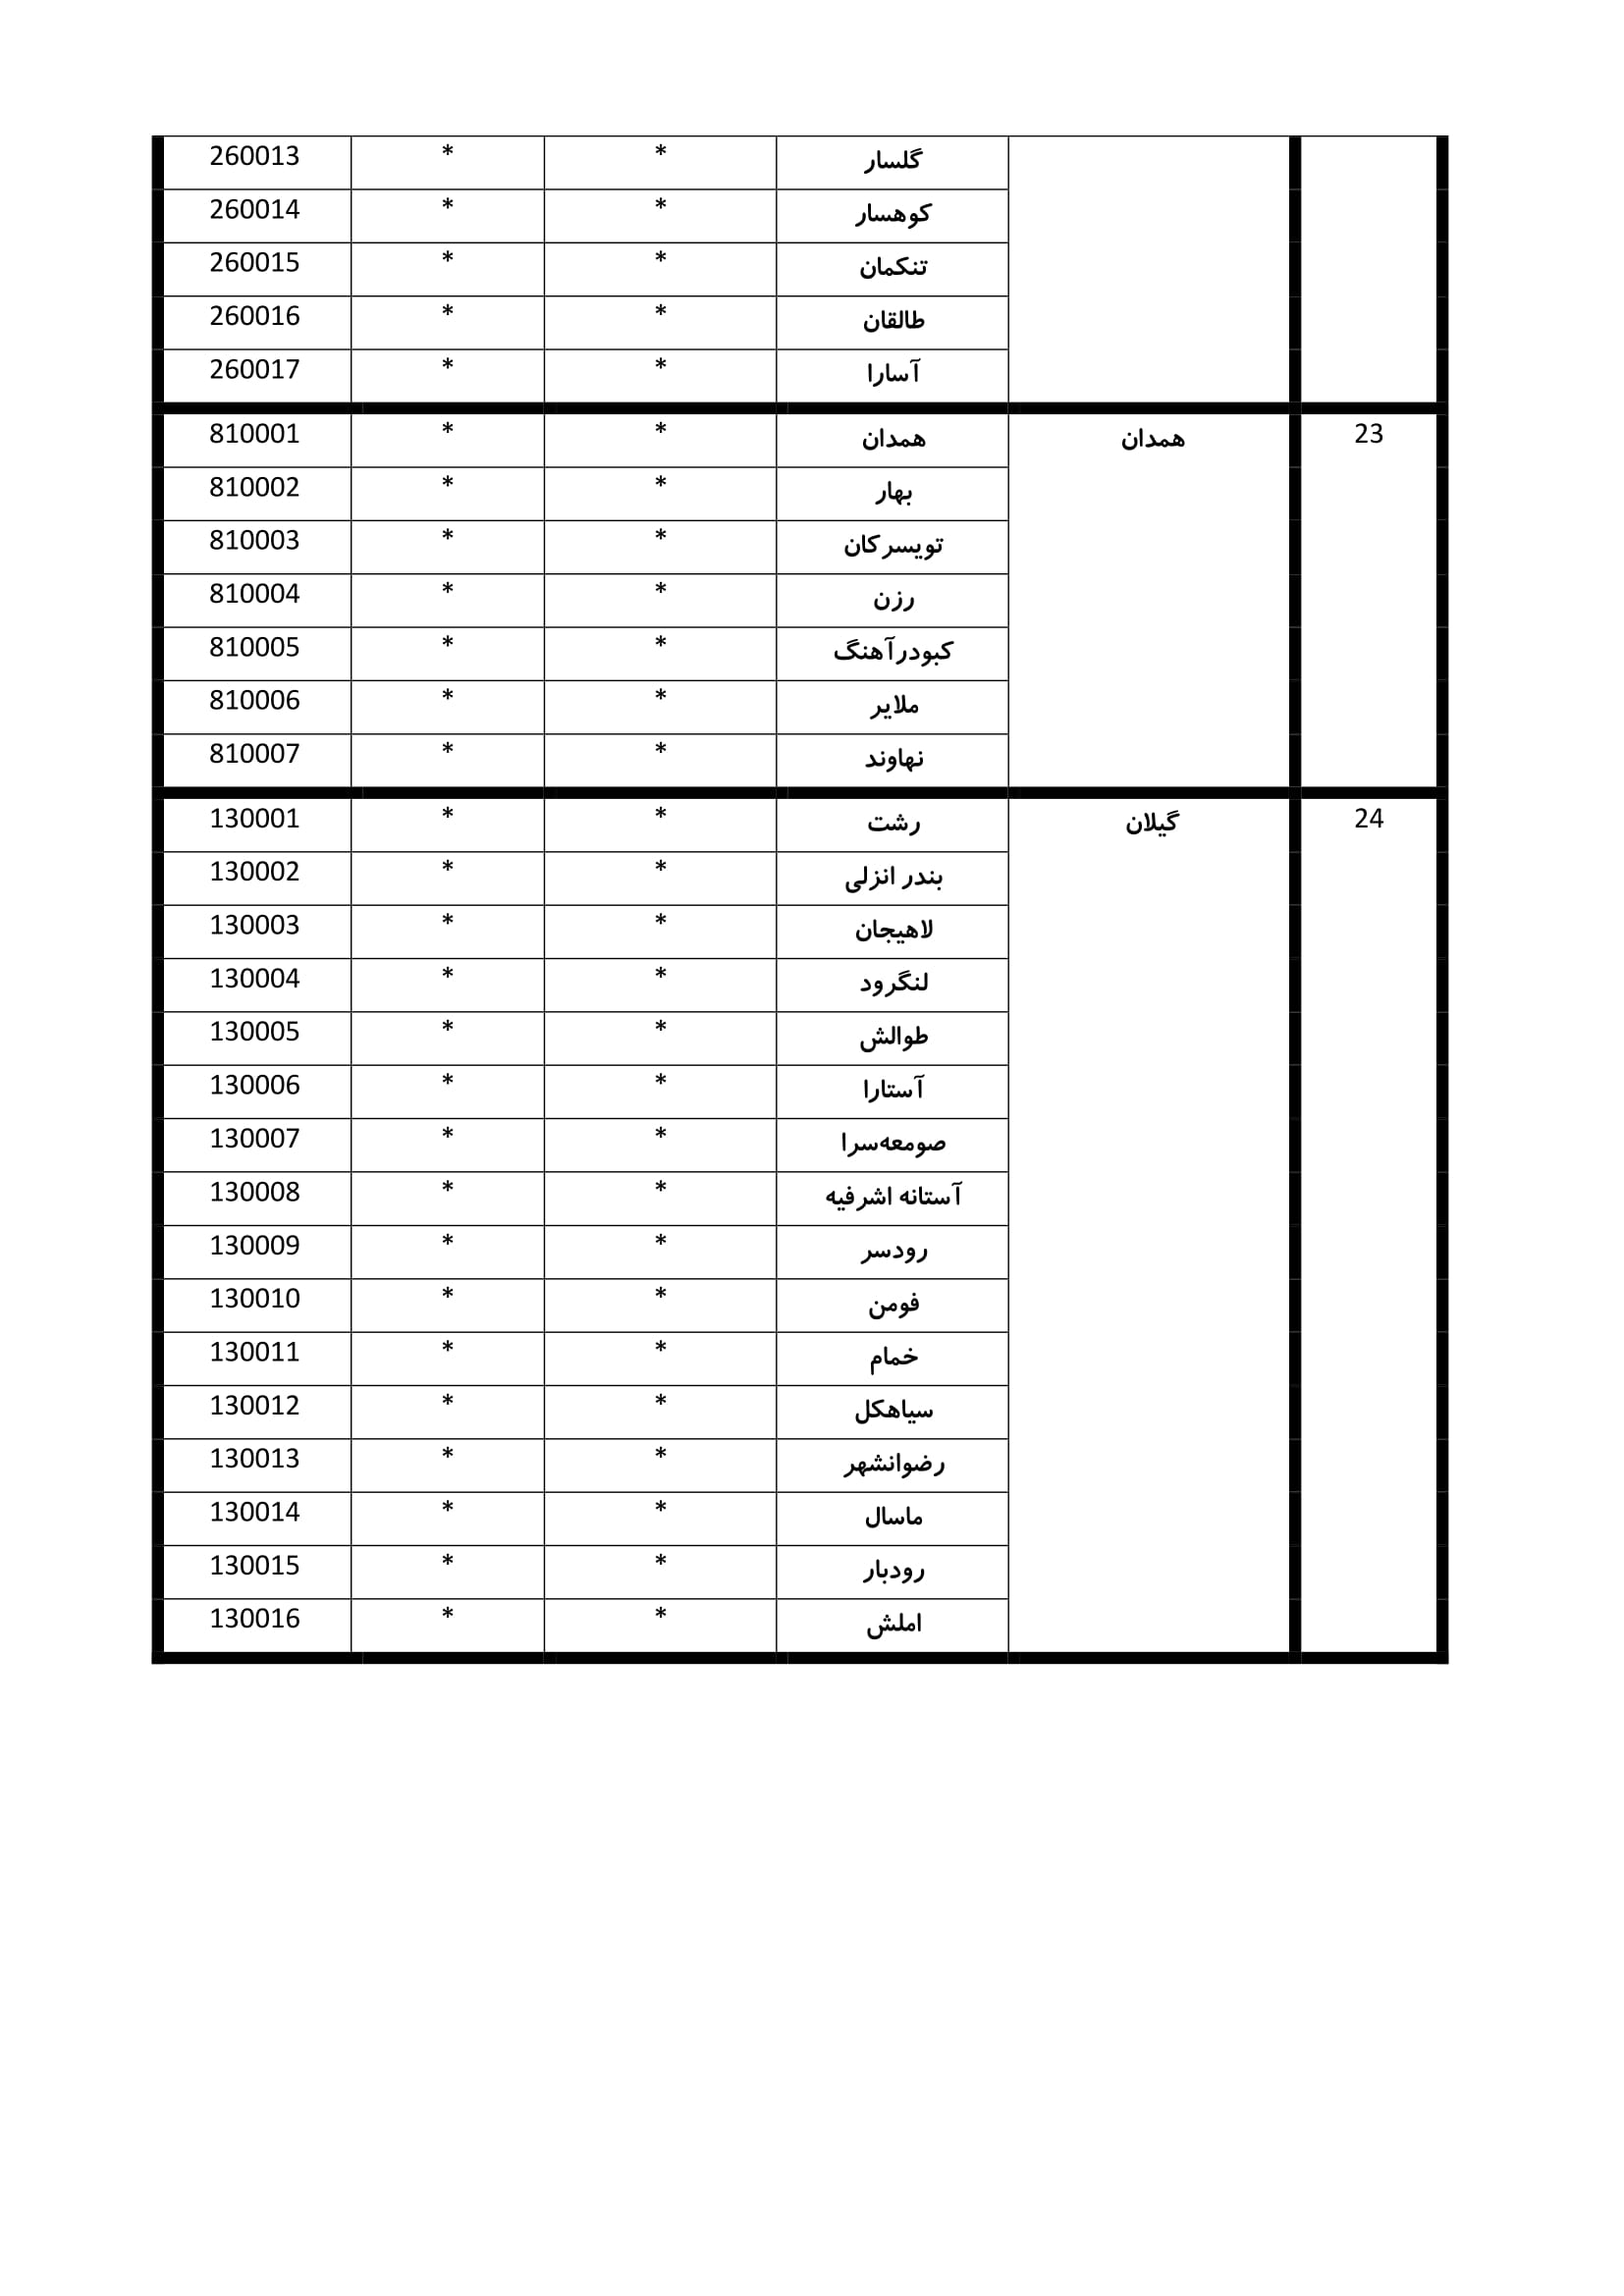 گلسار * * 260013
کوهسار * * 260014
تنکمان * * 260015
طالقان * * 260016
آسارا * * 260017
23 همدان همدان * * 810001
بهار * * 810002
تویسرکان * * 810003
رزن * * 810004
کبودرآهنگ * * 810005
ملایر * * 810006
نهاوند * * 810007
24 گیلان رشت * * 130001
بندر انزلی * * 130002
لاهیجان * * 130003
لنگرود * * 130004
طوالش * * 130005
آستارا * * 130006
صومعه‌سرا * * 130007
آستانه اشرفیه * * 130008
رودسر * * 130009
فومن * * 130010
خمام * * 130011
سیاهکل * * 130012
رضوانشهر * * 130013
ماسال * * 130014
رودبار * * 130015
املش * * 130016